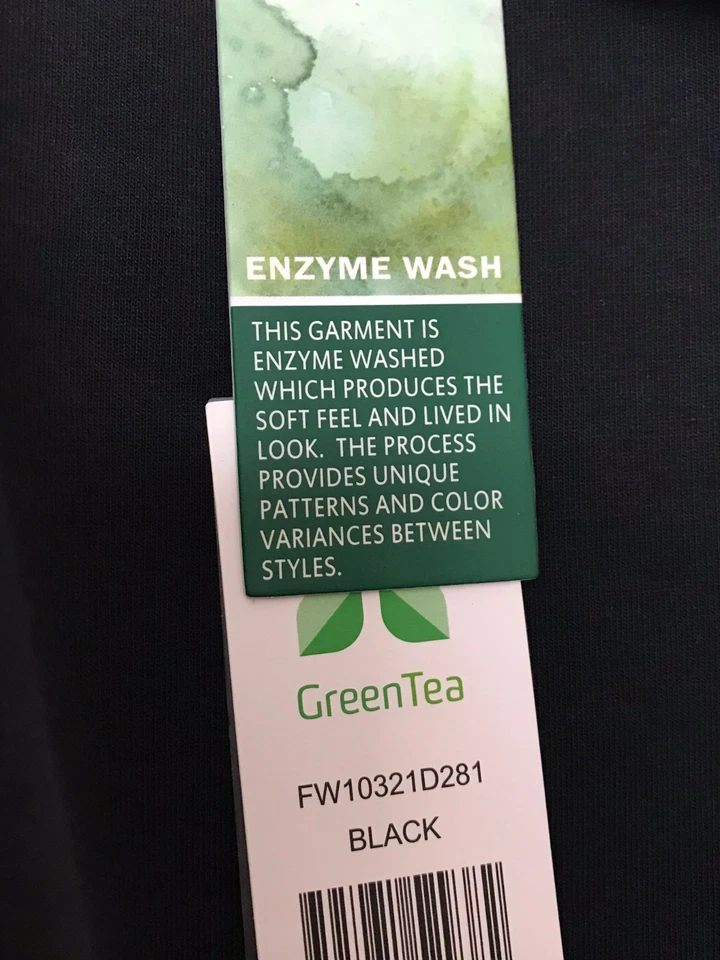 ENZYME WASH
THIS GARMENT IS
ENZYME WASHED
WHICH PRODUCES THE
SOFT FEEL AND LIVED IN
LOOK. THE PROCESS
PROVIDES UNIQUE
PATTERNS AND COLOR
VARIANCES BETWEEN
STYLES.
GreenTea
FW10321D281
BLACK